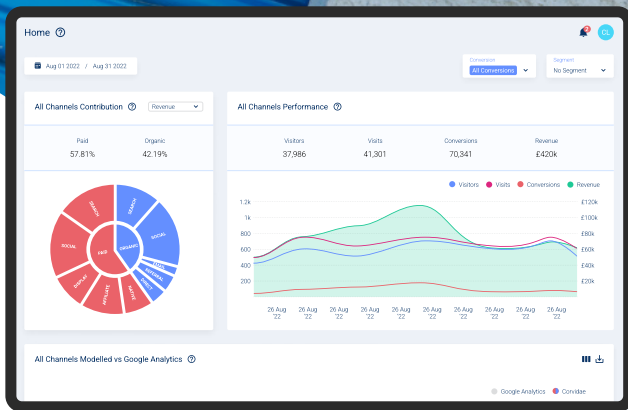 Home
2
CL
Aug 01 2022 / Aug 31 2022
Conversion
All Conversions
Segment
No Segment
All Channels Contribution
Revenue
Paid
57.81%
Organic
42.19%
SEARCH
SOCIAL
DISPLAY
AFFILIATE
NATIVE
DIRECT
REFERRAL
EMAIL
SOCIAL
SEARCH
PAID
ORGANIC
All Channels Performance
Visitors
37,986
Visits
41,301
Conversions
70,341
Revenue
£420k
Visitors Visits Conversions Revenue
1.2k £120k
1k £100k
800 £80k
600 £60k
400 £40k
200 £20k
26 Aug '22
26 Aug '22
26 Aug '22
26 Aug '22
26 Aug '22
26 Aug '22
26 Aug '22
26 Aug '22
26 Aug '22
All Channels Modelled vs Google Analytics
Google Analytics Corvidae